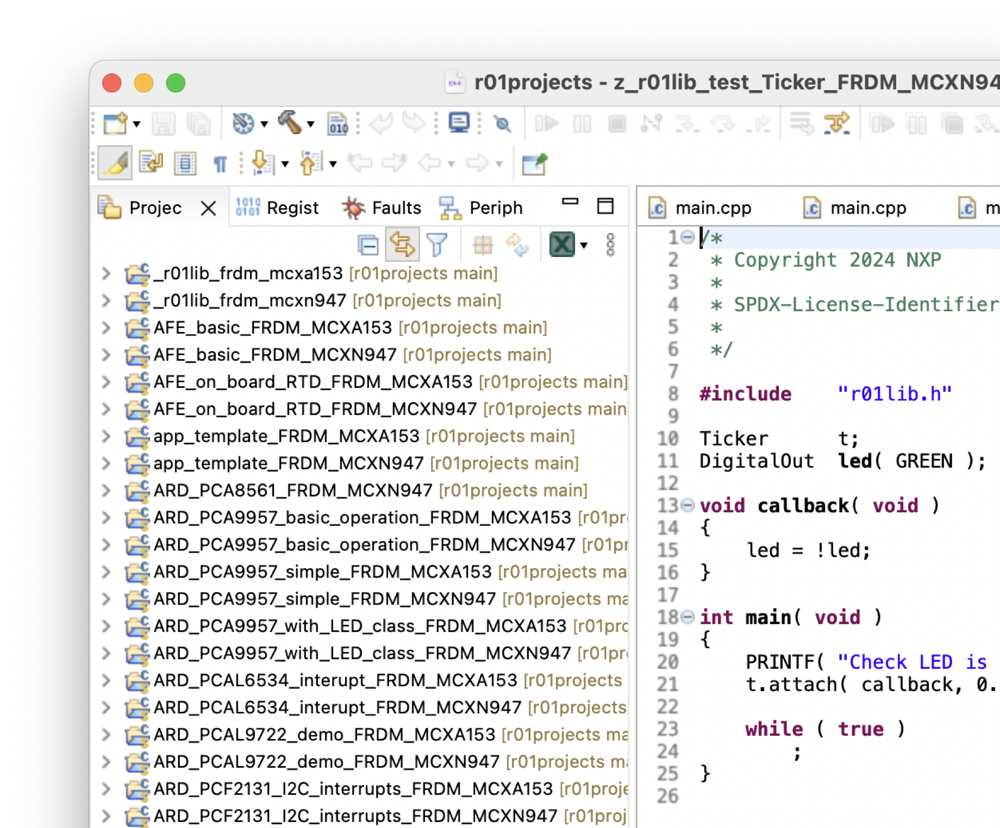 r01projects - z_r01lib_test_Ticker_FRDM_MCXN94
Projec
Regist
Faults
Periph
main.cpp
main.cpp
_r01lib_frdm_mcxa153 [r01projects main]
_r01lib_frdm_mcxn947 [r01projects main]
AFE_basic_FRDM_MCXA153 [r01projects main]
AFE_basic_FRDM_MCXN947 [r01projects main]
AFE_on_board_RTD_FRDM_MCXA153 [r01projects main]
AFE_on_board_RTD_FRDM_MCXN947 [r01projects main
app_template_FRDM_MCXA153 [r01projects main]
app_template_FRDM_MCXN947 [r01projects main]
ARD_PCA8561_FRDM_MCXN947 [r01projects main]
ARD_PCA9957_basic_operation_FRDM_MCXA153 [r01pr
ARD_PCA9957_basic_operation_FRDM_MCXN947 [r01pr
ARD_PCA9957_simple_FRDM_MCXA153 [r01projects ma
ARD_PCA9957_simple_FRDM_MCXN947 [r01projects ma
ARD_PCA9957_with_LED_class_FRDM_MCXA153 [r01pro
ARD_PCA9957_with_LED_class_FRDM_MCXN947 [r01pr
ARD_PCAL6534_interupt_FRDM_MCXA153 [r01projects
ARD_PCAL6534_interupt_FRDM_MCXN947 [r01projects
ARD_PCAL9722_demo_FRDM_MCXA153 [r01projects ma
ARD_PCAL9722_demo_FRDM_MCXN947 [r01projects m
ARD_PCF2131_I2C_interrupts_FRDM_MCXA153 [r01proje
ARD_PCF2131_I2C_interrupts_FRDM_MCXN947 [r01proj
1 /*
2 * Copyright 2024 NXP
3 *
4 * SPDX-License-Identifier
5 *
6 */
7
8 #include "r01lib.h"
9
10 Ticker t;
11 DigitalOut led( GREEN );
12
13 void callback( void )
14 {
15 led = !led;
16 }
17
18 int main( void )
19 {
20 PRINTF( "Check LED is
21 t.attach( callback, 0.
22
23 while ( true )
24 ;
25 }
26